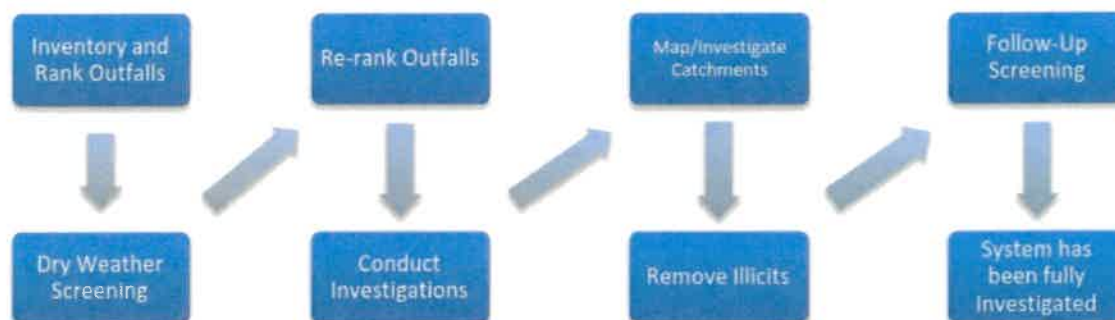 Inventory and
Rank Outfalls
Dry Weather
Screening
Re-rank Outfalls
Conduct
Investigations
Map/Investigate
Catchments
Remove Illicits
Follow-Up
Screening
System has
been fully
Investigated